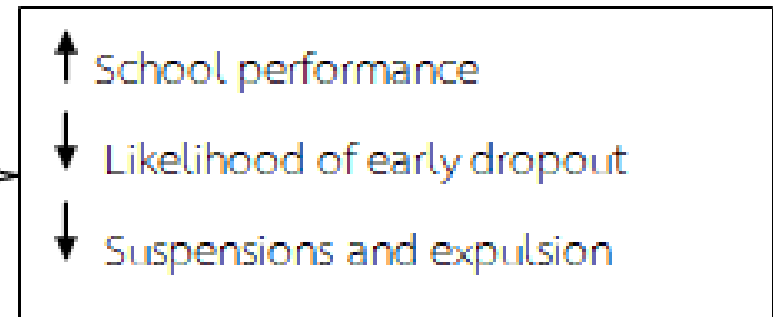 ↑ School performance
↓ Likelihood of early dropout
↓ Suspensions and expulsion